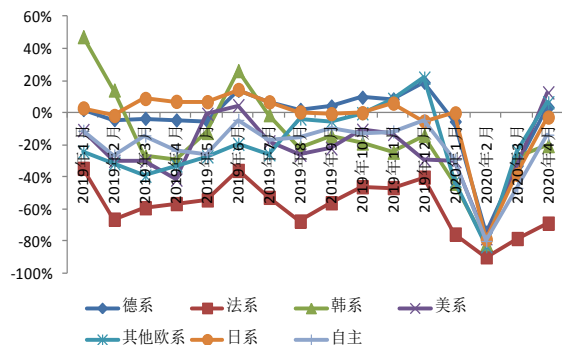 60%
40%
20%
0%
-20%
-40%
-60%
-80%
-100%
2019年1月
2019年2月
2019年3月
2019年4月
2019年5月
2019年6月
2019年7月
2019年8月
2019年9月
2019年10月
2019年11月
2019年12月
2020年1月
2020年2月
2020年3月
2020年4月
德系 法系 韩系 美系
其他欧系 日系 自主